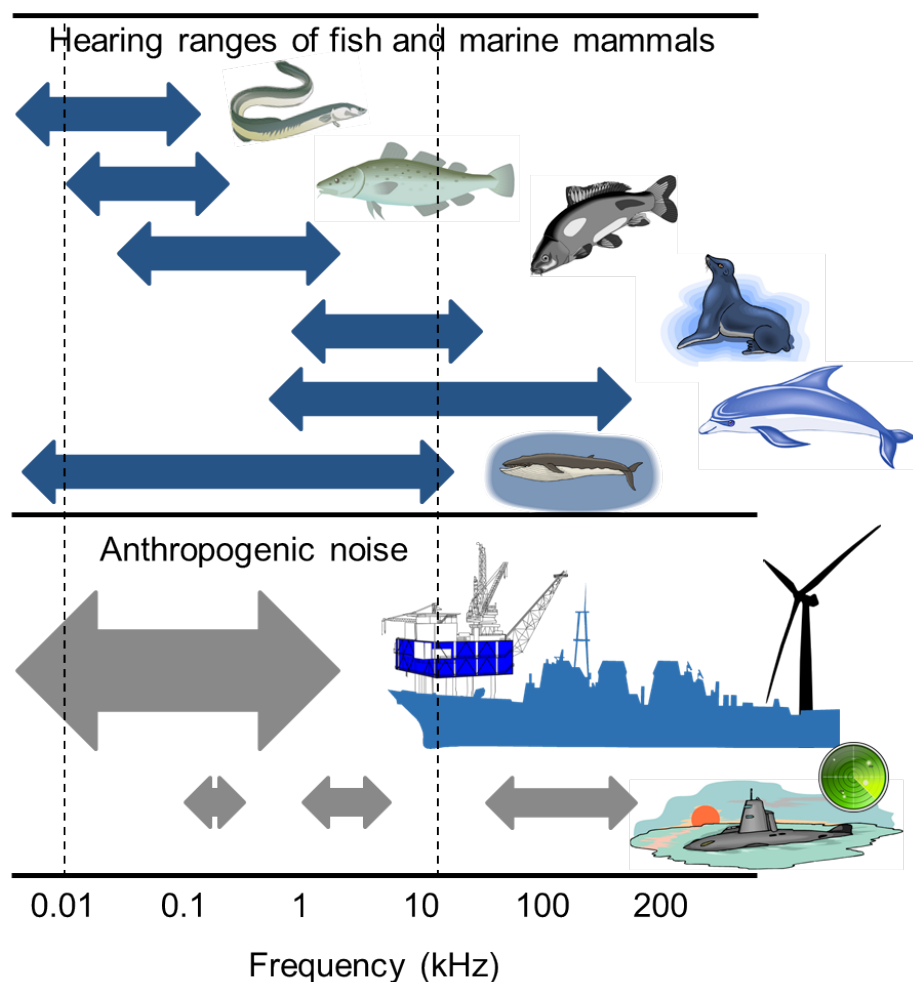 Hearing ranges of fish and marine mammals
Anthropogenic noise
0.01 0.1 1 10 100 200
Frequency (kHz)